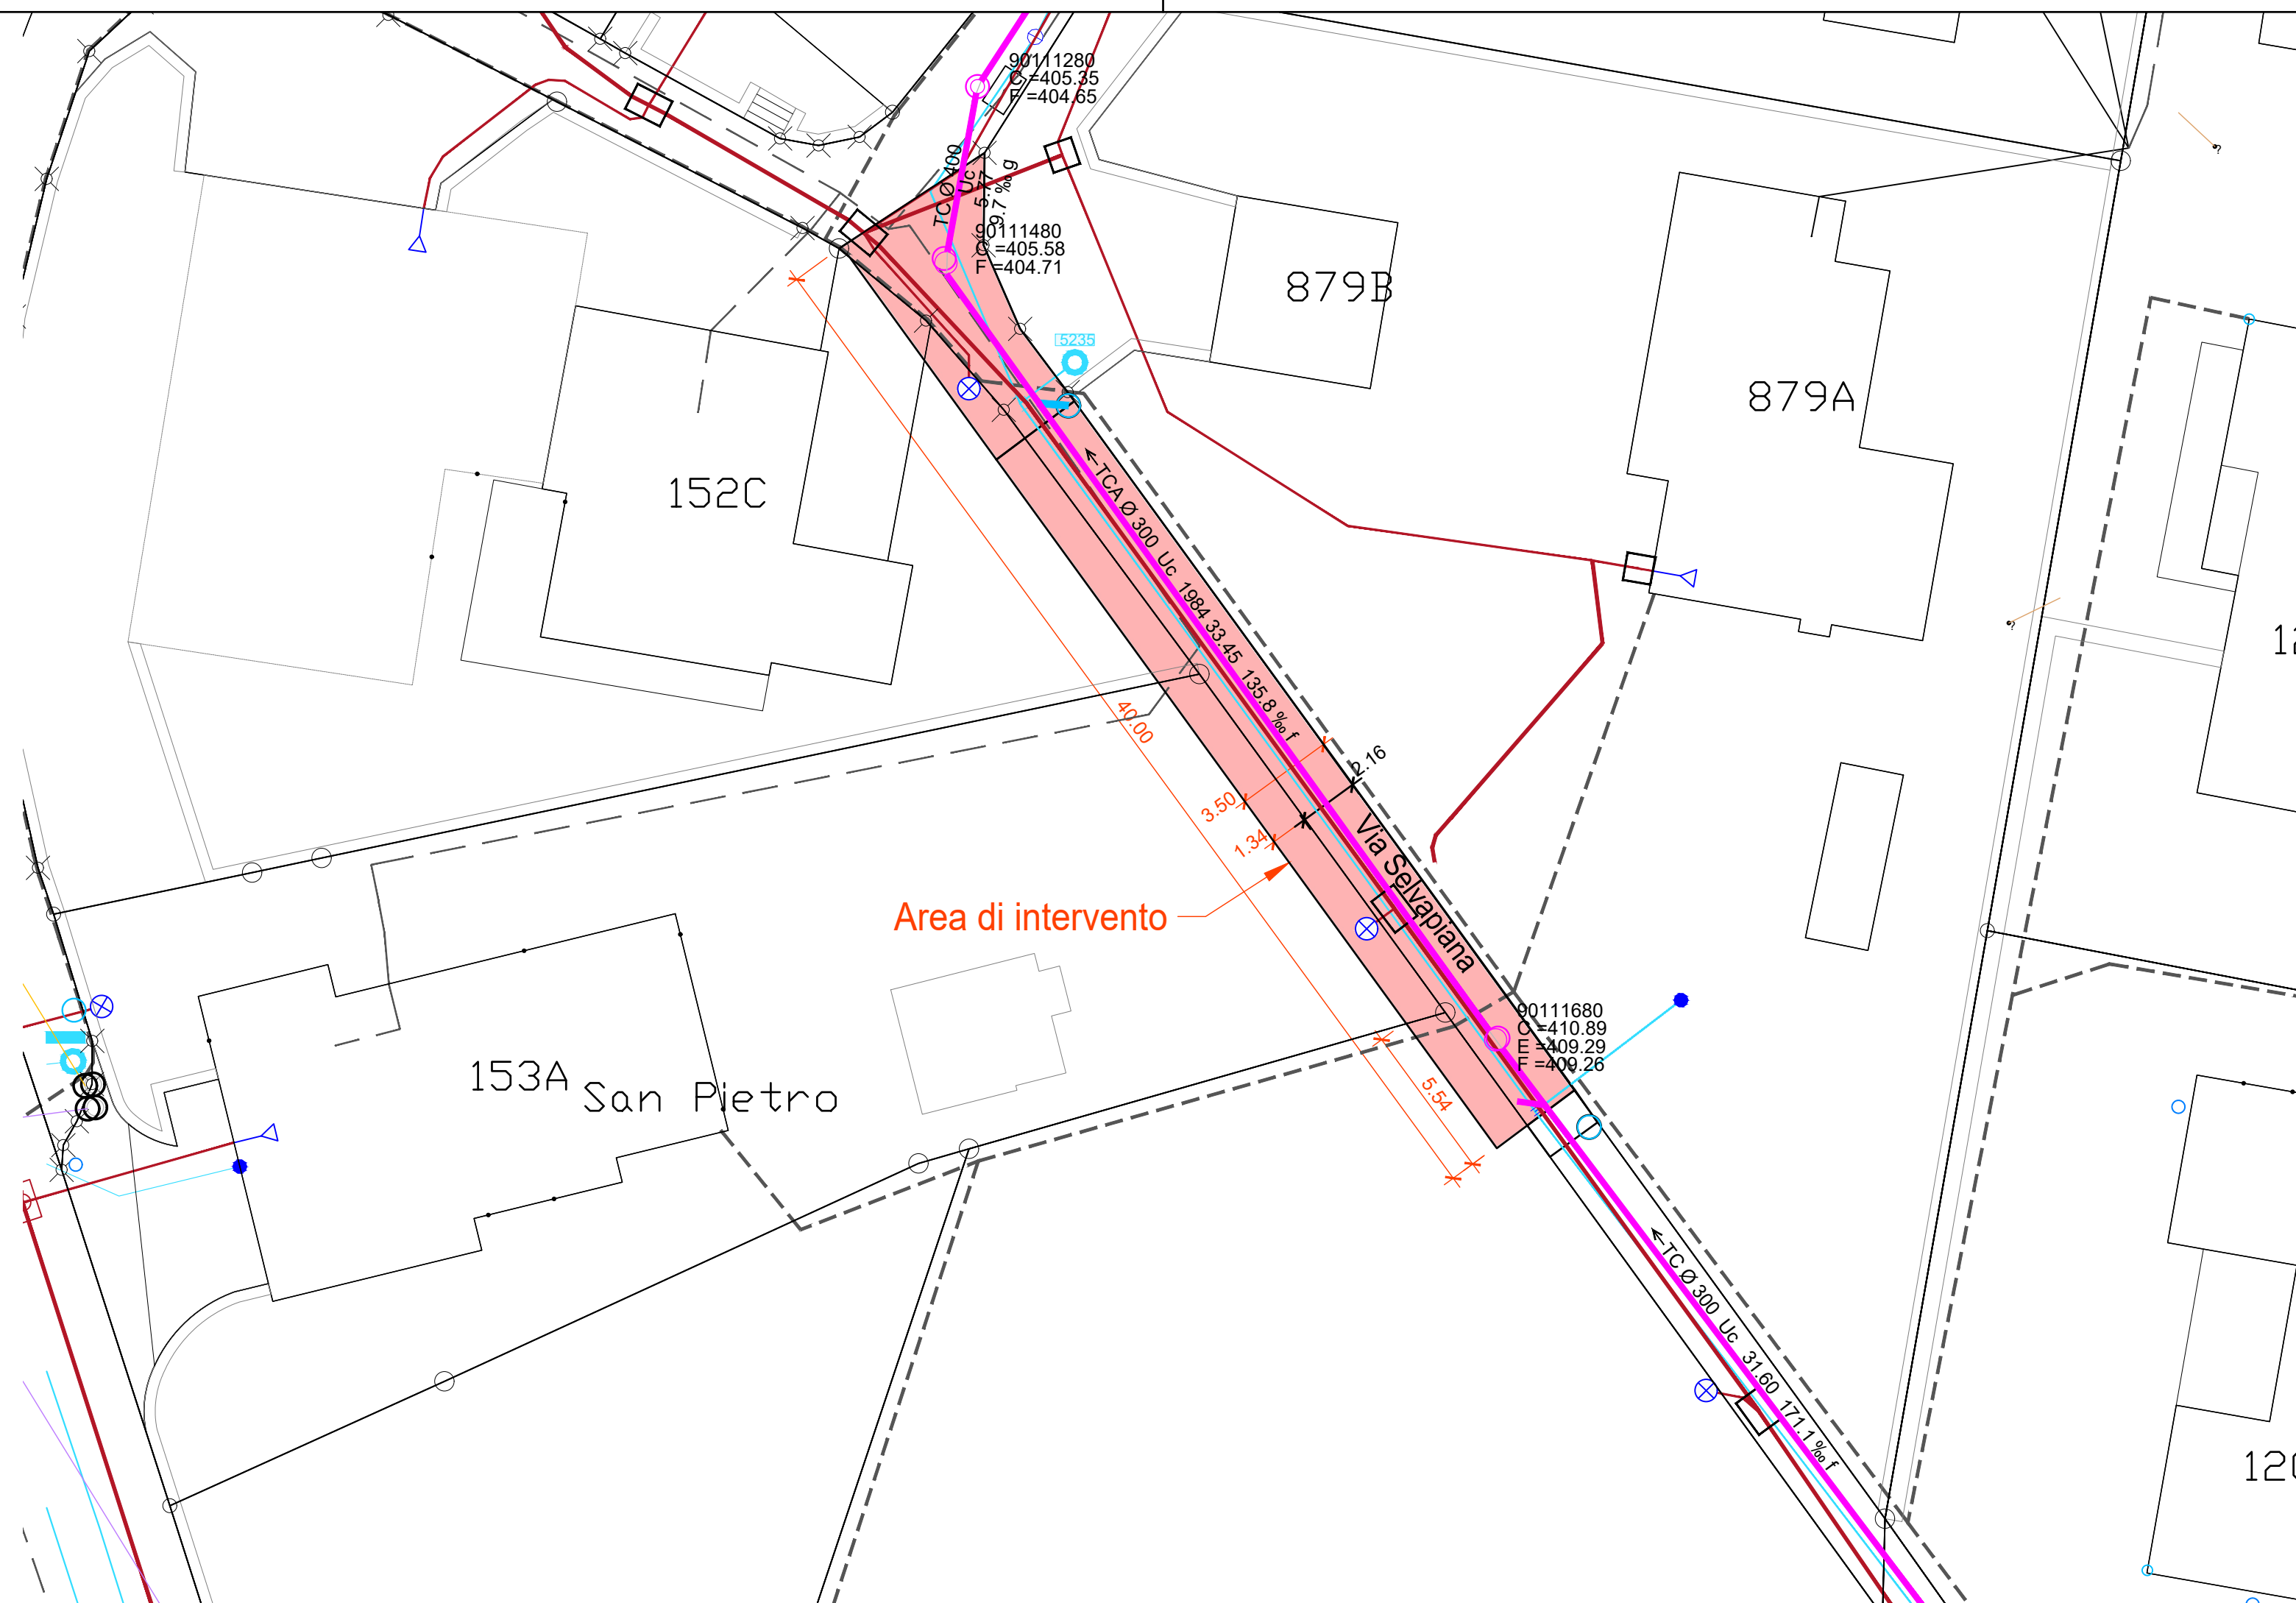 90111280
C =405.35
F =404.65
TC Ø 400
Uc
5.77
9.7 ‰ g
90111480
C =405.58
F =404.71
879B
5235
879A
152C
←TCA Ø 300 Uc 1984 33.45 135.8 ‰ f
40.00
2.16
3.50
1.34
Via Selvapiana
Area di intervento
90111680
C =410.89
E =409.29
F =409.26
153A
San Pietro
5.54
←TC Ø 300 Uc 31.60 171.1 ‰ f
?
?